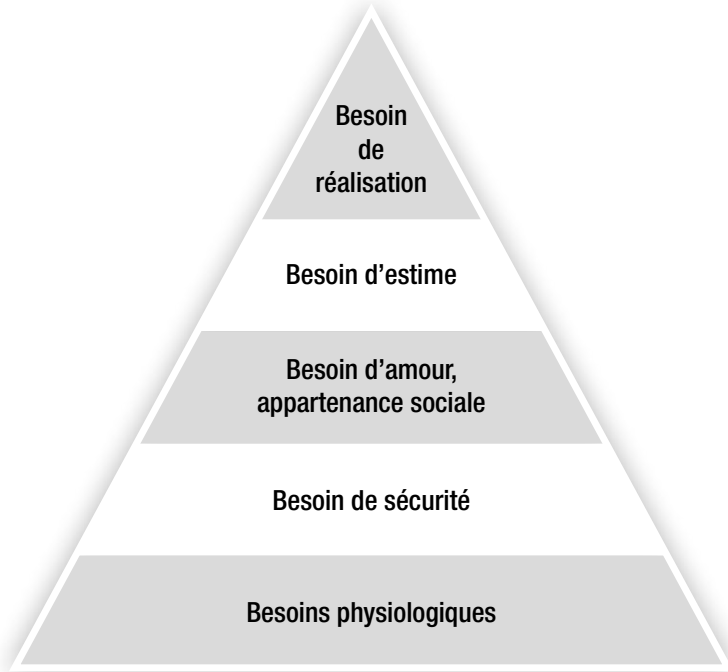 Besoin
de
réalisation
Besoin d’estime
Besoin d’amour,
appartenance sociale
Besoin de sécurité
Besoins physiologiques